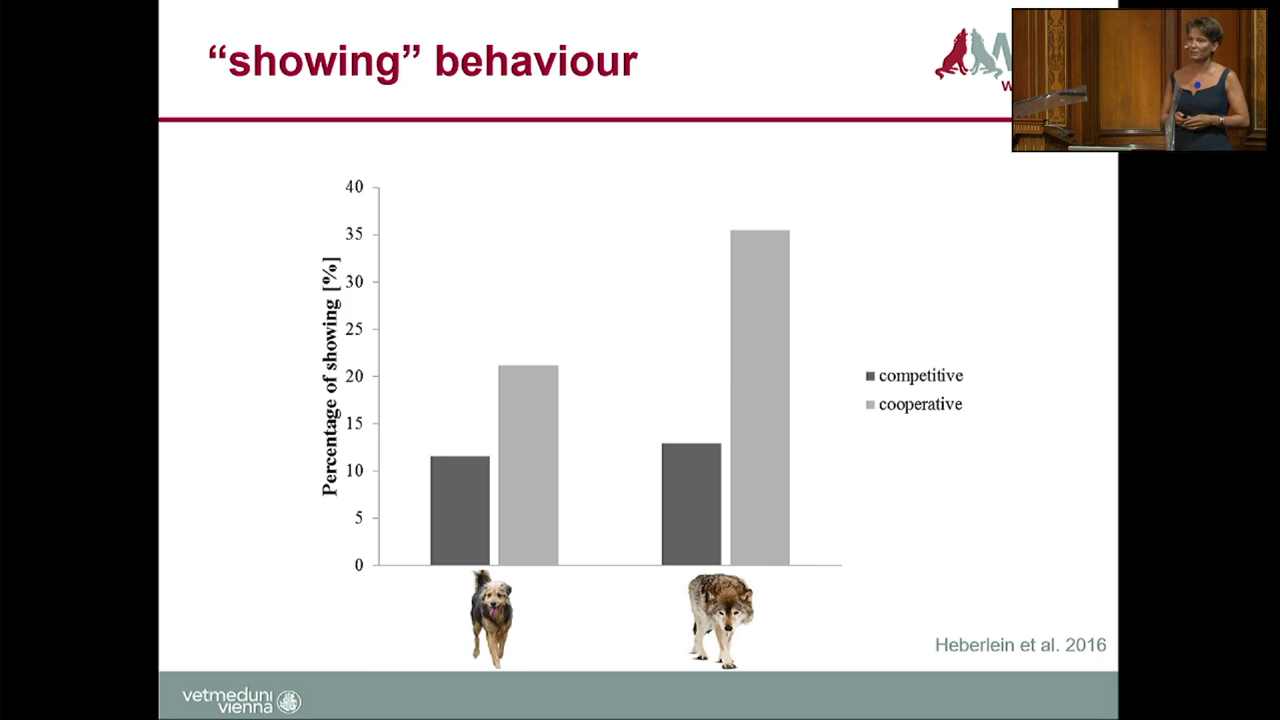 “showing” behaviour
40
35
30
25
20
15
10
5
0
Percentage of showing [%]
competitive
cooperative
Heberlein et al. 2016
vetmeduni
vienna